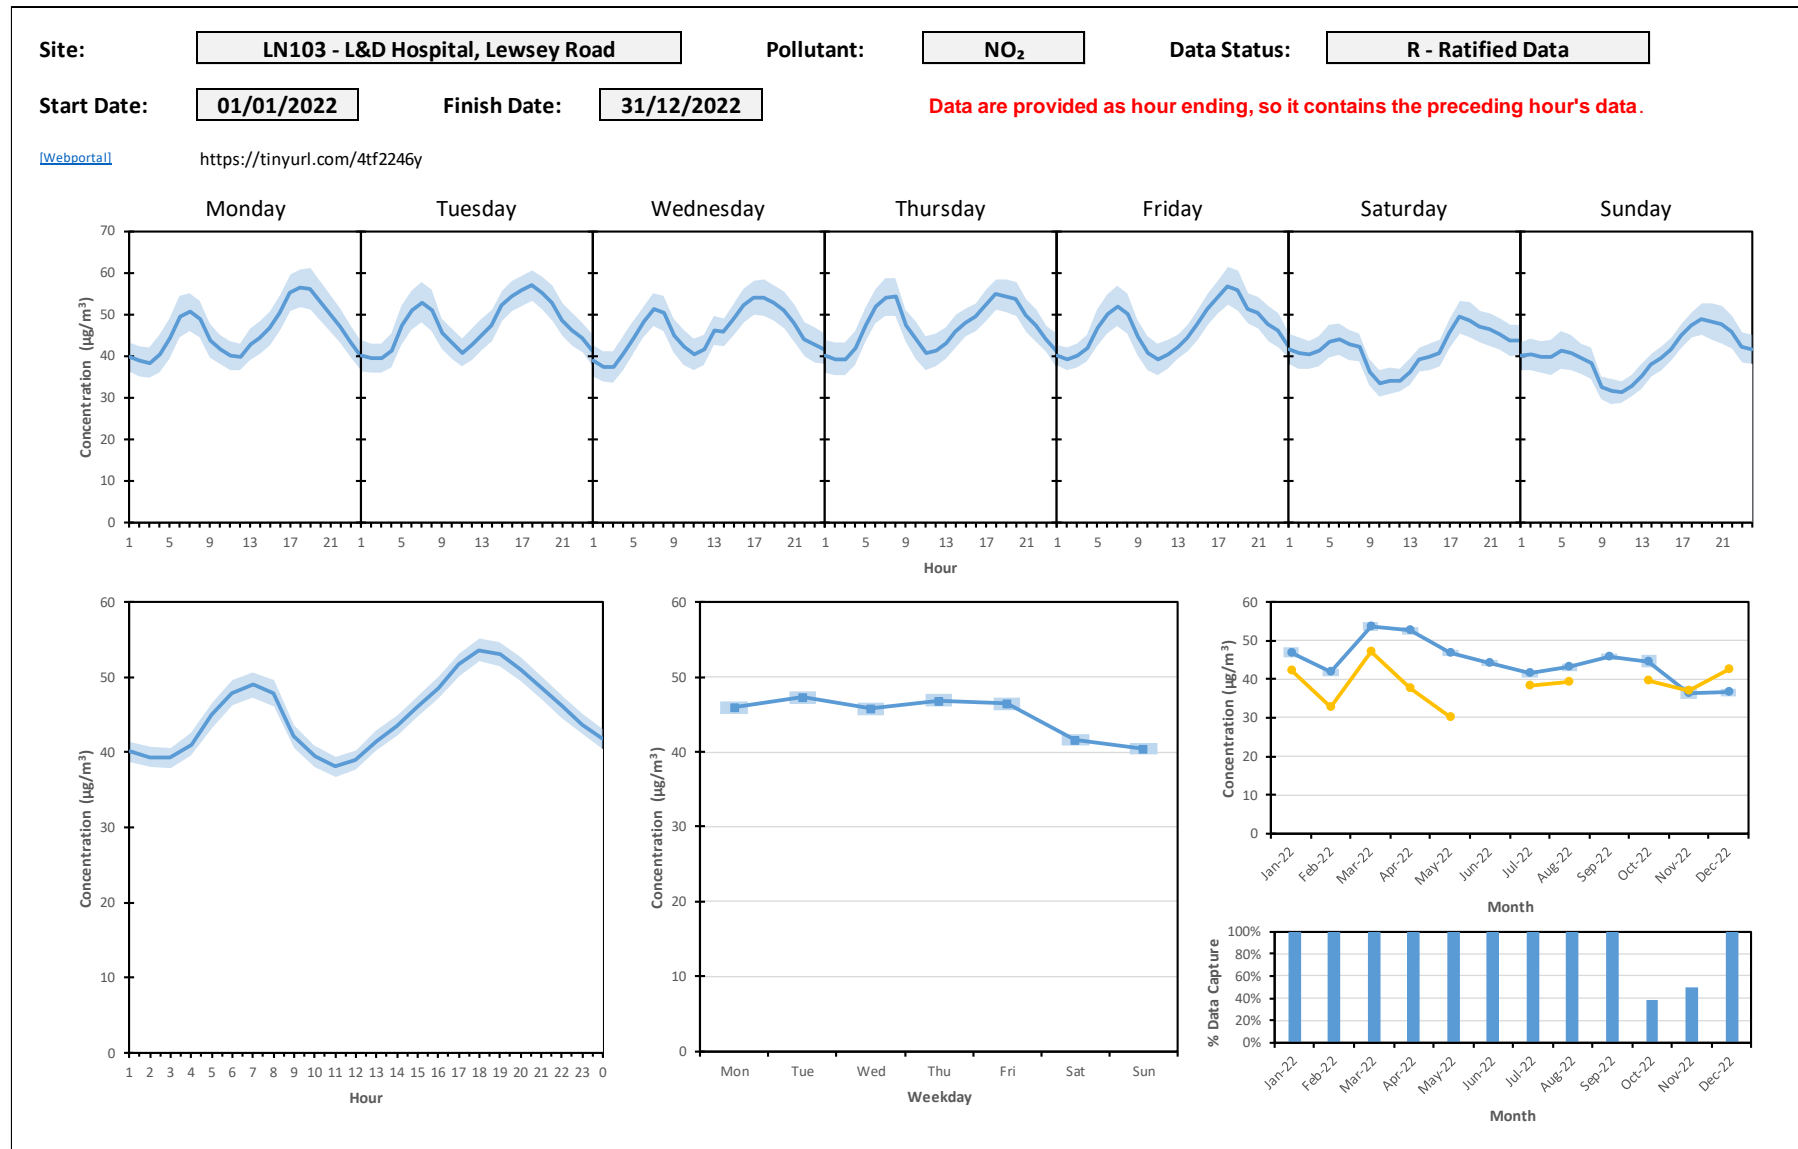 Site: LN103 - L&D Hospital, Lewsey Road Pollutant: NO₂ Data Status: R - Ratified Data
Start Date: 01/01/2022 Finish Date: 31/12/2022 Data are provided as hour ending, so it contains the preceding hour's data.
[Webportal] https://tinyurl.com/4tf2246y
Monday Tuesday Wednesday Thursday Friday Saturday Sunday
Concentration (µg/m³)
70
60
50
40
30
20
10
0
1 5 9 13 17 21 1 5 9 13 17 21 1 5 9 13 17 21 1 5 9 13 17 21 1 5 9 13 17 21 1 5 9 13 17 21 1 5 9 13 17 21
Hour
Concentration (µg/m³)
60
50
40
30
20
10
0
1 2 3 4 5 6 7 8 9 10 11 12 13 14 15 16 17 18 19 20 21 22 23 0
Hour
Concentration (µg/m³)
60
50
40
30
20
10
0
Mon Tue Wed Thu Fri Sat Sun
Weekday
Concentration (µg/m³)
60
50
40
30
20
10
0
Jan-22 Feb-22 Mar-22 Apr-22 May-22 Jun-22 Jul-22 Aug-22 Sep-22 Oct-22 Nov-22 Dec-22
Month
% Data Capture
100%
80%
60%
40%
20%
0%
Jan-22 Feb-22 Mar-22 Apr-22 May-22 Jun-22 Jul-22 Aug-22 Sep-22 Oct-22 Nov-22 Dec-22
Month